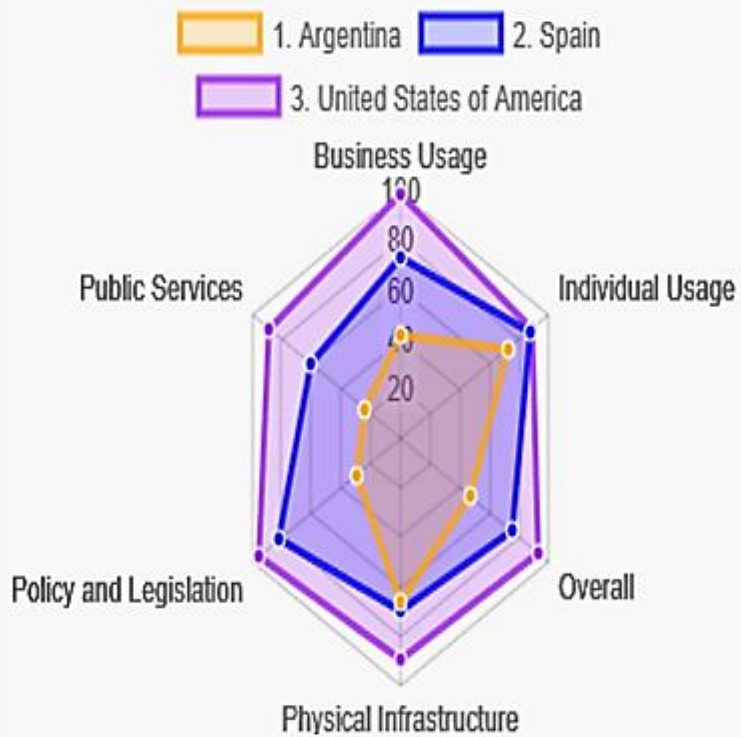 1. Argentina 2. Spain
3. United States of America
Business Usage
100
80
Public Services
60
Individual Usage
40
20
Policy and Legislation
Overall
Physical Infrastructure